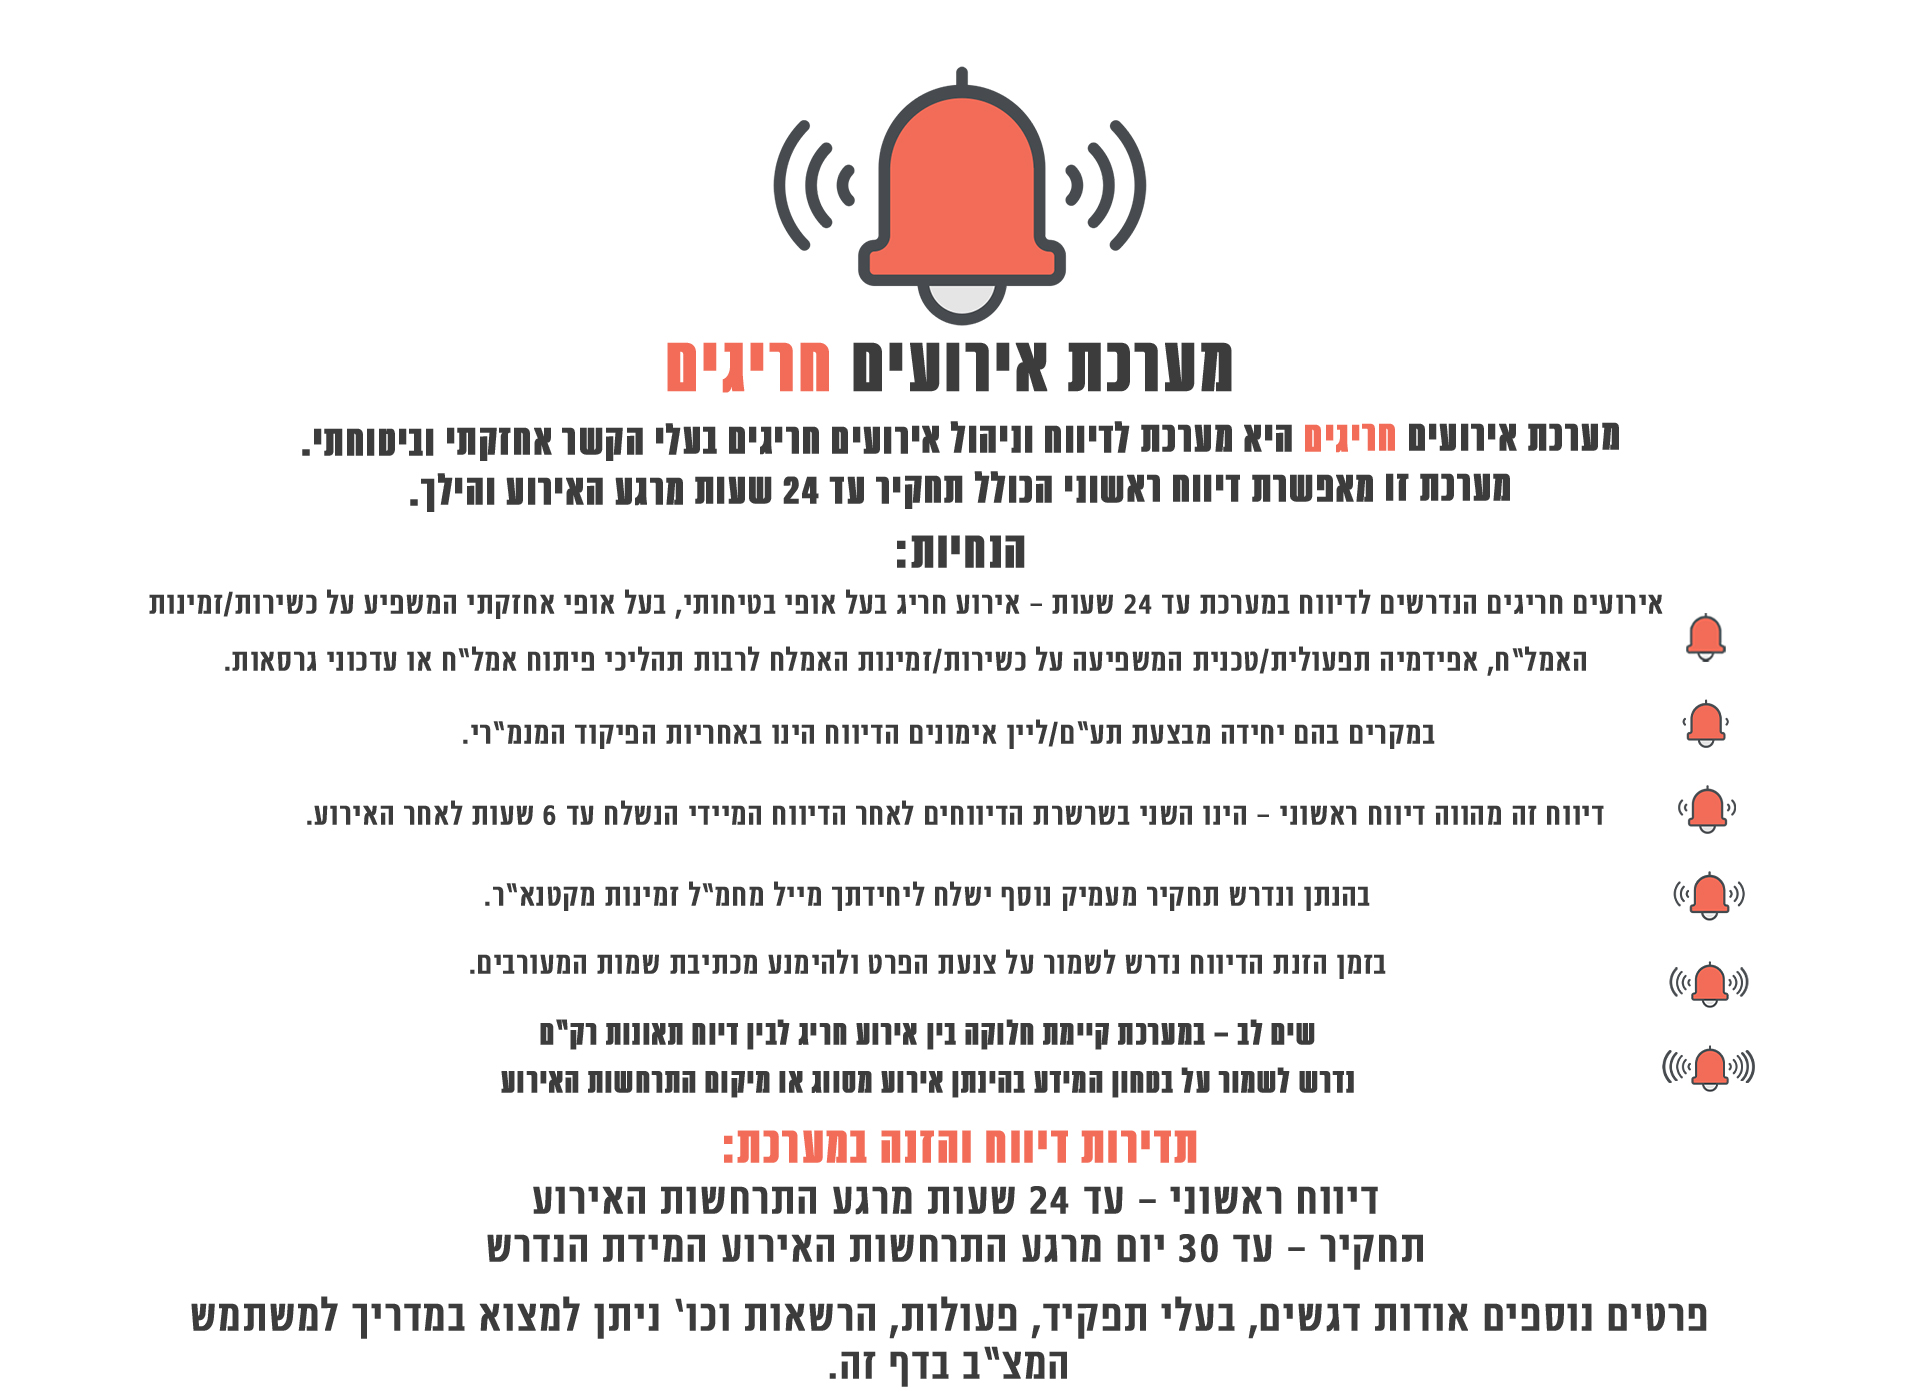 מערכת אירועים חריגים
מערכת אירועים חריגים היא מערכת לדיווח וניהול אירועים חריגים בעלי הקשר אחזקתי וביטוחתי.
מערכת זו מאפשרת דיווח ראשוני הכולל תחקיר עד 24 שעות מרגע האירוע והילך.
הנחיות:
אירועים חריגים הנדרשים לדיווח במערכת עד 24 שעות – אירוע חריג בעל אופי בטיחותי, בעל אופי אחזקתי המשפיע על כשירות/זמינות
האמל"ח, אפידמיה תפעולית/טכנית המשפיעה על כשירות/זמינות האמלח לרבות תהליכי פיתוח אמל"ח או עדכוני גרסאות.
במקרים בהם יחידה מבצעת תע"ם/ליין אימונים הדיווח הינו באחריות הפיקוד המנמ"רי.
דיווח זה מהווה דיווח ראשוני – הינו השני בשרשרת הדיווחים לאחר הדיווח המיידי הנשלח עד 6 שעות לאחר האירוע.
בהנתן ונדרש תחקיר מעמיק נוסף ישלח ליחידתך מייל מחמ"ל זמינות מקטנא"ר.
בזמן הזנת הדיווח נדרש לשמור על צנעת הפרט ולהימנע מכתיבת שמות המעורבים.
שים לב – במערכת קיימת חלוקה בין אירוע חריג לבין דיוח תאונות רק"ם
נדרש לשמור על בטחון המידע בהינתן אירוע מסווג או מיקום התרחשות האירוע
תדירות דיווח והזנה במערכת:
דיווח ראשוני – עד 24 שעות מרגע התרחשות האירוע
תחקיר – עד 30 יום מרגע התרחשות האירוע המידת הנדרש
פרטים נוספים אודות דגשים, בעלי תפקיד, פעולות, הרשאות וכו' ניתן למצוא במדריך למשתמש
המצ"ב בדף זה.